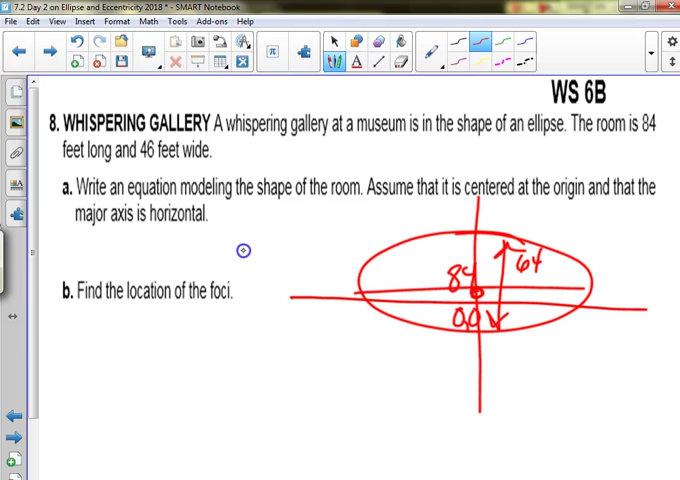 7.2 Day 2 on Ellipse and Eccentricity 2018 * - SMART Notebook
File Edit View Insert Format Tools Add-ons Help
WS 6B
8. WHISPERING GALLERY A whispering gallery at a museum is in the shape of an ellipse. The room is 84
feet long and 46 feet wide.
a. Write an equation modeling the shape of the room. Assume that it is centered at the origin and that the
major axis is horizontal.
64
84
b. Find the location of the foci.
0,0